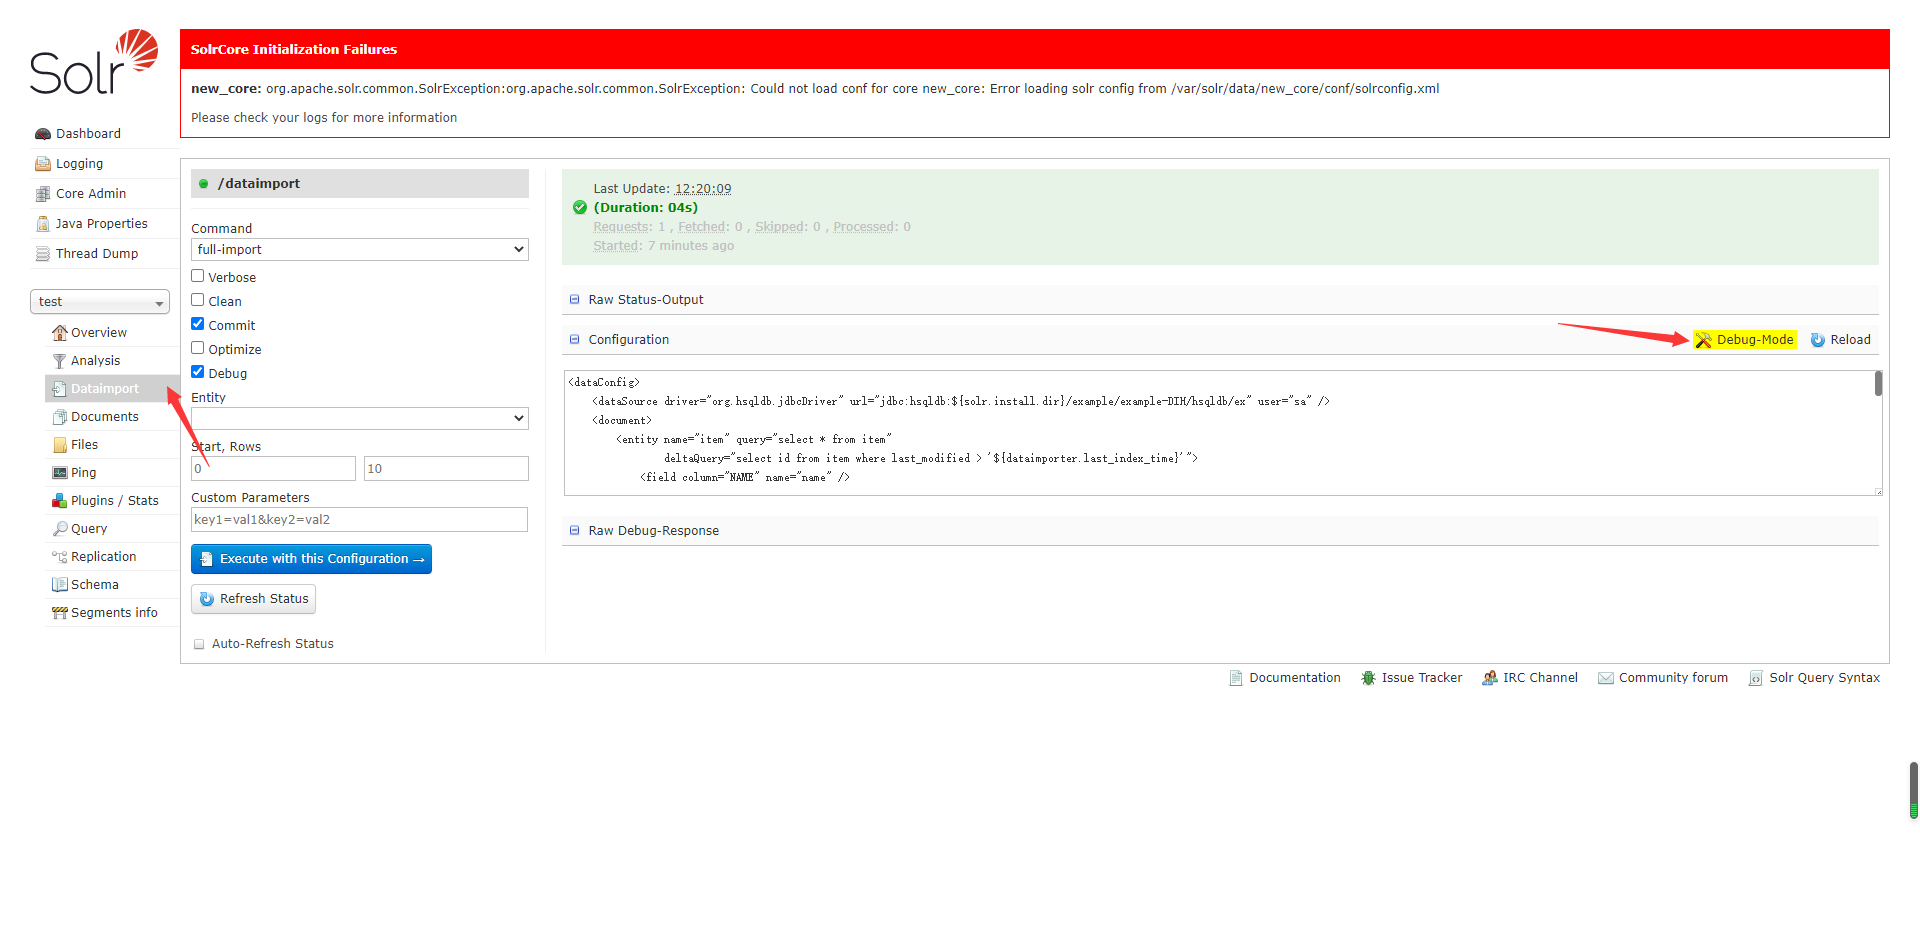 Solr
SolrCore Initialization Failures
new_core: org.apache.solr.common.SolrException:org.apache.solr.common.SolrException: Could not load conf for core new_core: Error loading solr config from /var/solr/data/new_core/conf/solrconfig.xml
Please check your logs for more information
Dashboard
Logging
Core Admin
Java Properties
Thread Dump
test
Overview
Analysis
Dataimport
Documents
Files
Ping
Plugins / Stats
Query
Replication
Schema
Segments info
/dataimport
Command
full-import
Verbose
Clean
Commit
Optimize
Debug
Entity
Start, Rows
0 10
Custom Parameters
key1=val1&key2=val2
Execute with this Configuration →
Refresh Status
Auto-Refresh Status
Last Update: 12:20:09
(Duration: 04s)
Requests: 1 , Fetched: 0 , Skipped: 0 , Processed: 0
Started: 7 minutes ago
Raw Status-Output
Configuration Debug-Mode Reload
<dataConfig>
<dataSource driver="org.hsqldb.jdbcDriver" url="jdbc:hsqldb:${solr.install.dir}/example/example-DIH/hsqldb/ex" user="sa" />
<document>
<entity name="item" query="select * from item"
deltaQuery="select id from item where last_modified > '${dataimporter.last_index_time}'">
<field column="NAME" name="name" />
Raw Debug-Response
Documentation Issue Tracker IRC Channel Community forum Solr Query Syntax